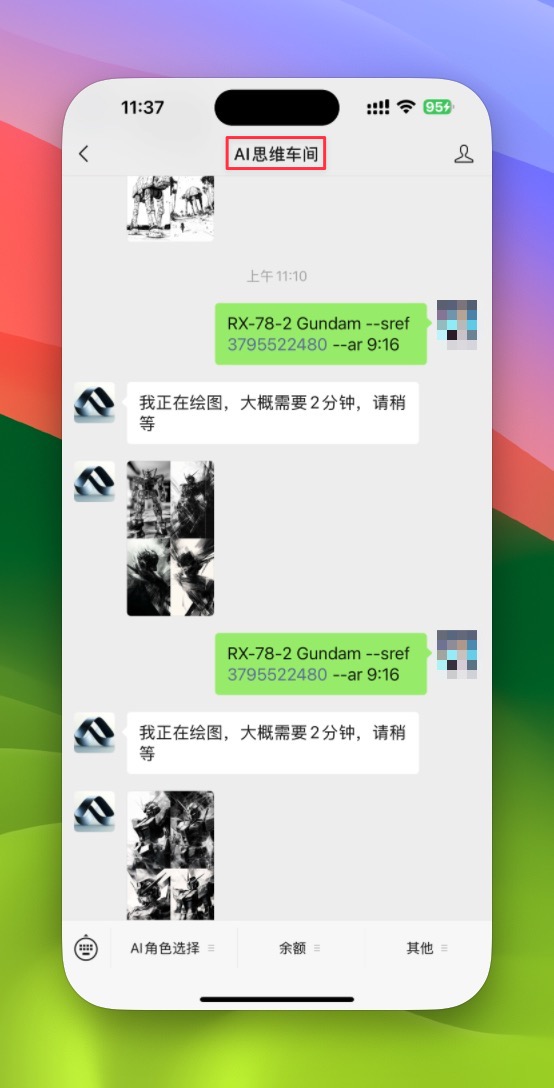 11:37
95
AI思维车间
上午11:10
RX-78-2 Gundam --sref
3795522480 --ar 9:16
我正在绘图，大概需要2分钟，请稍
等
RX-78-2 Gundam --sref
3795522480 --ar 9:16
我正在绘图，大概需要2分钟，请稍
等
AI角色选择
余额
其他